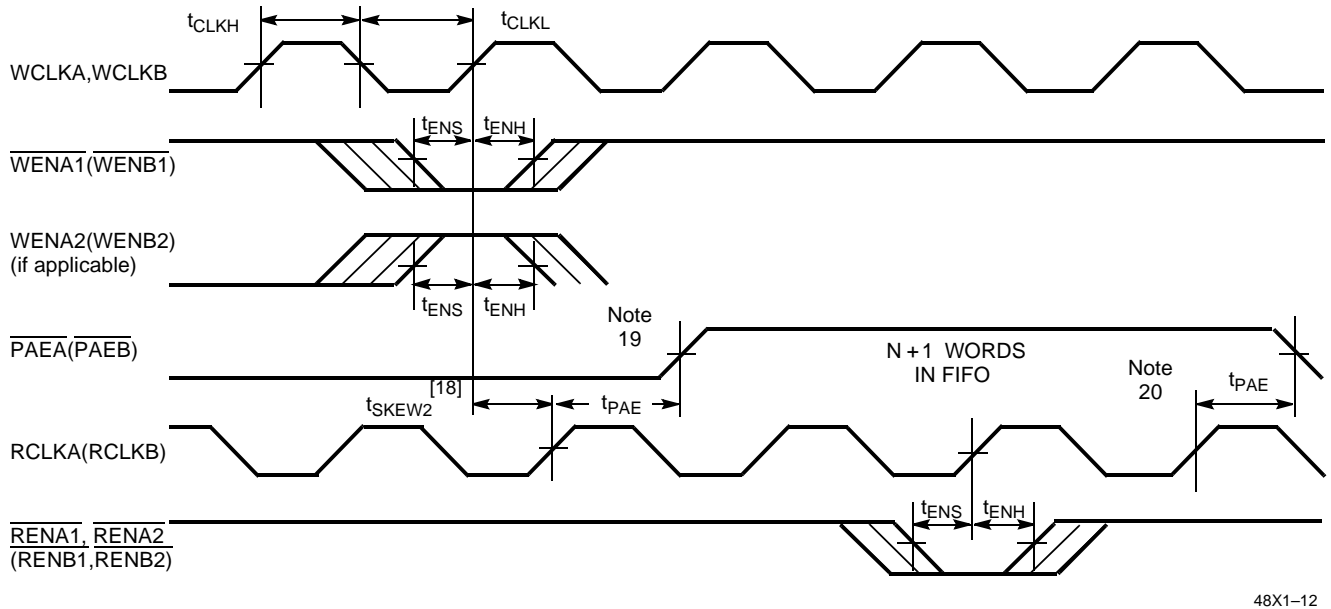 tCLKH
tCLKL
WCLKA,WCLKB
tENS
tENH
WENA1(WENB1)
WENA2(WENB2)
(if applicable)
tENS
tENH
Note
19
PAEA(PAEB)
N +1 WORDS
IN FIFO
Note
20
[18]
tSKEW2
tPAE
tPAE
RCLKA(RCLKB)
tENS
tENH
RENA1, RENA2
(RENB1,RENB2)
48X1–12